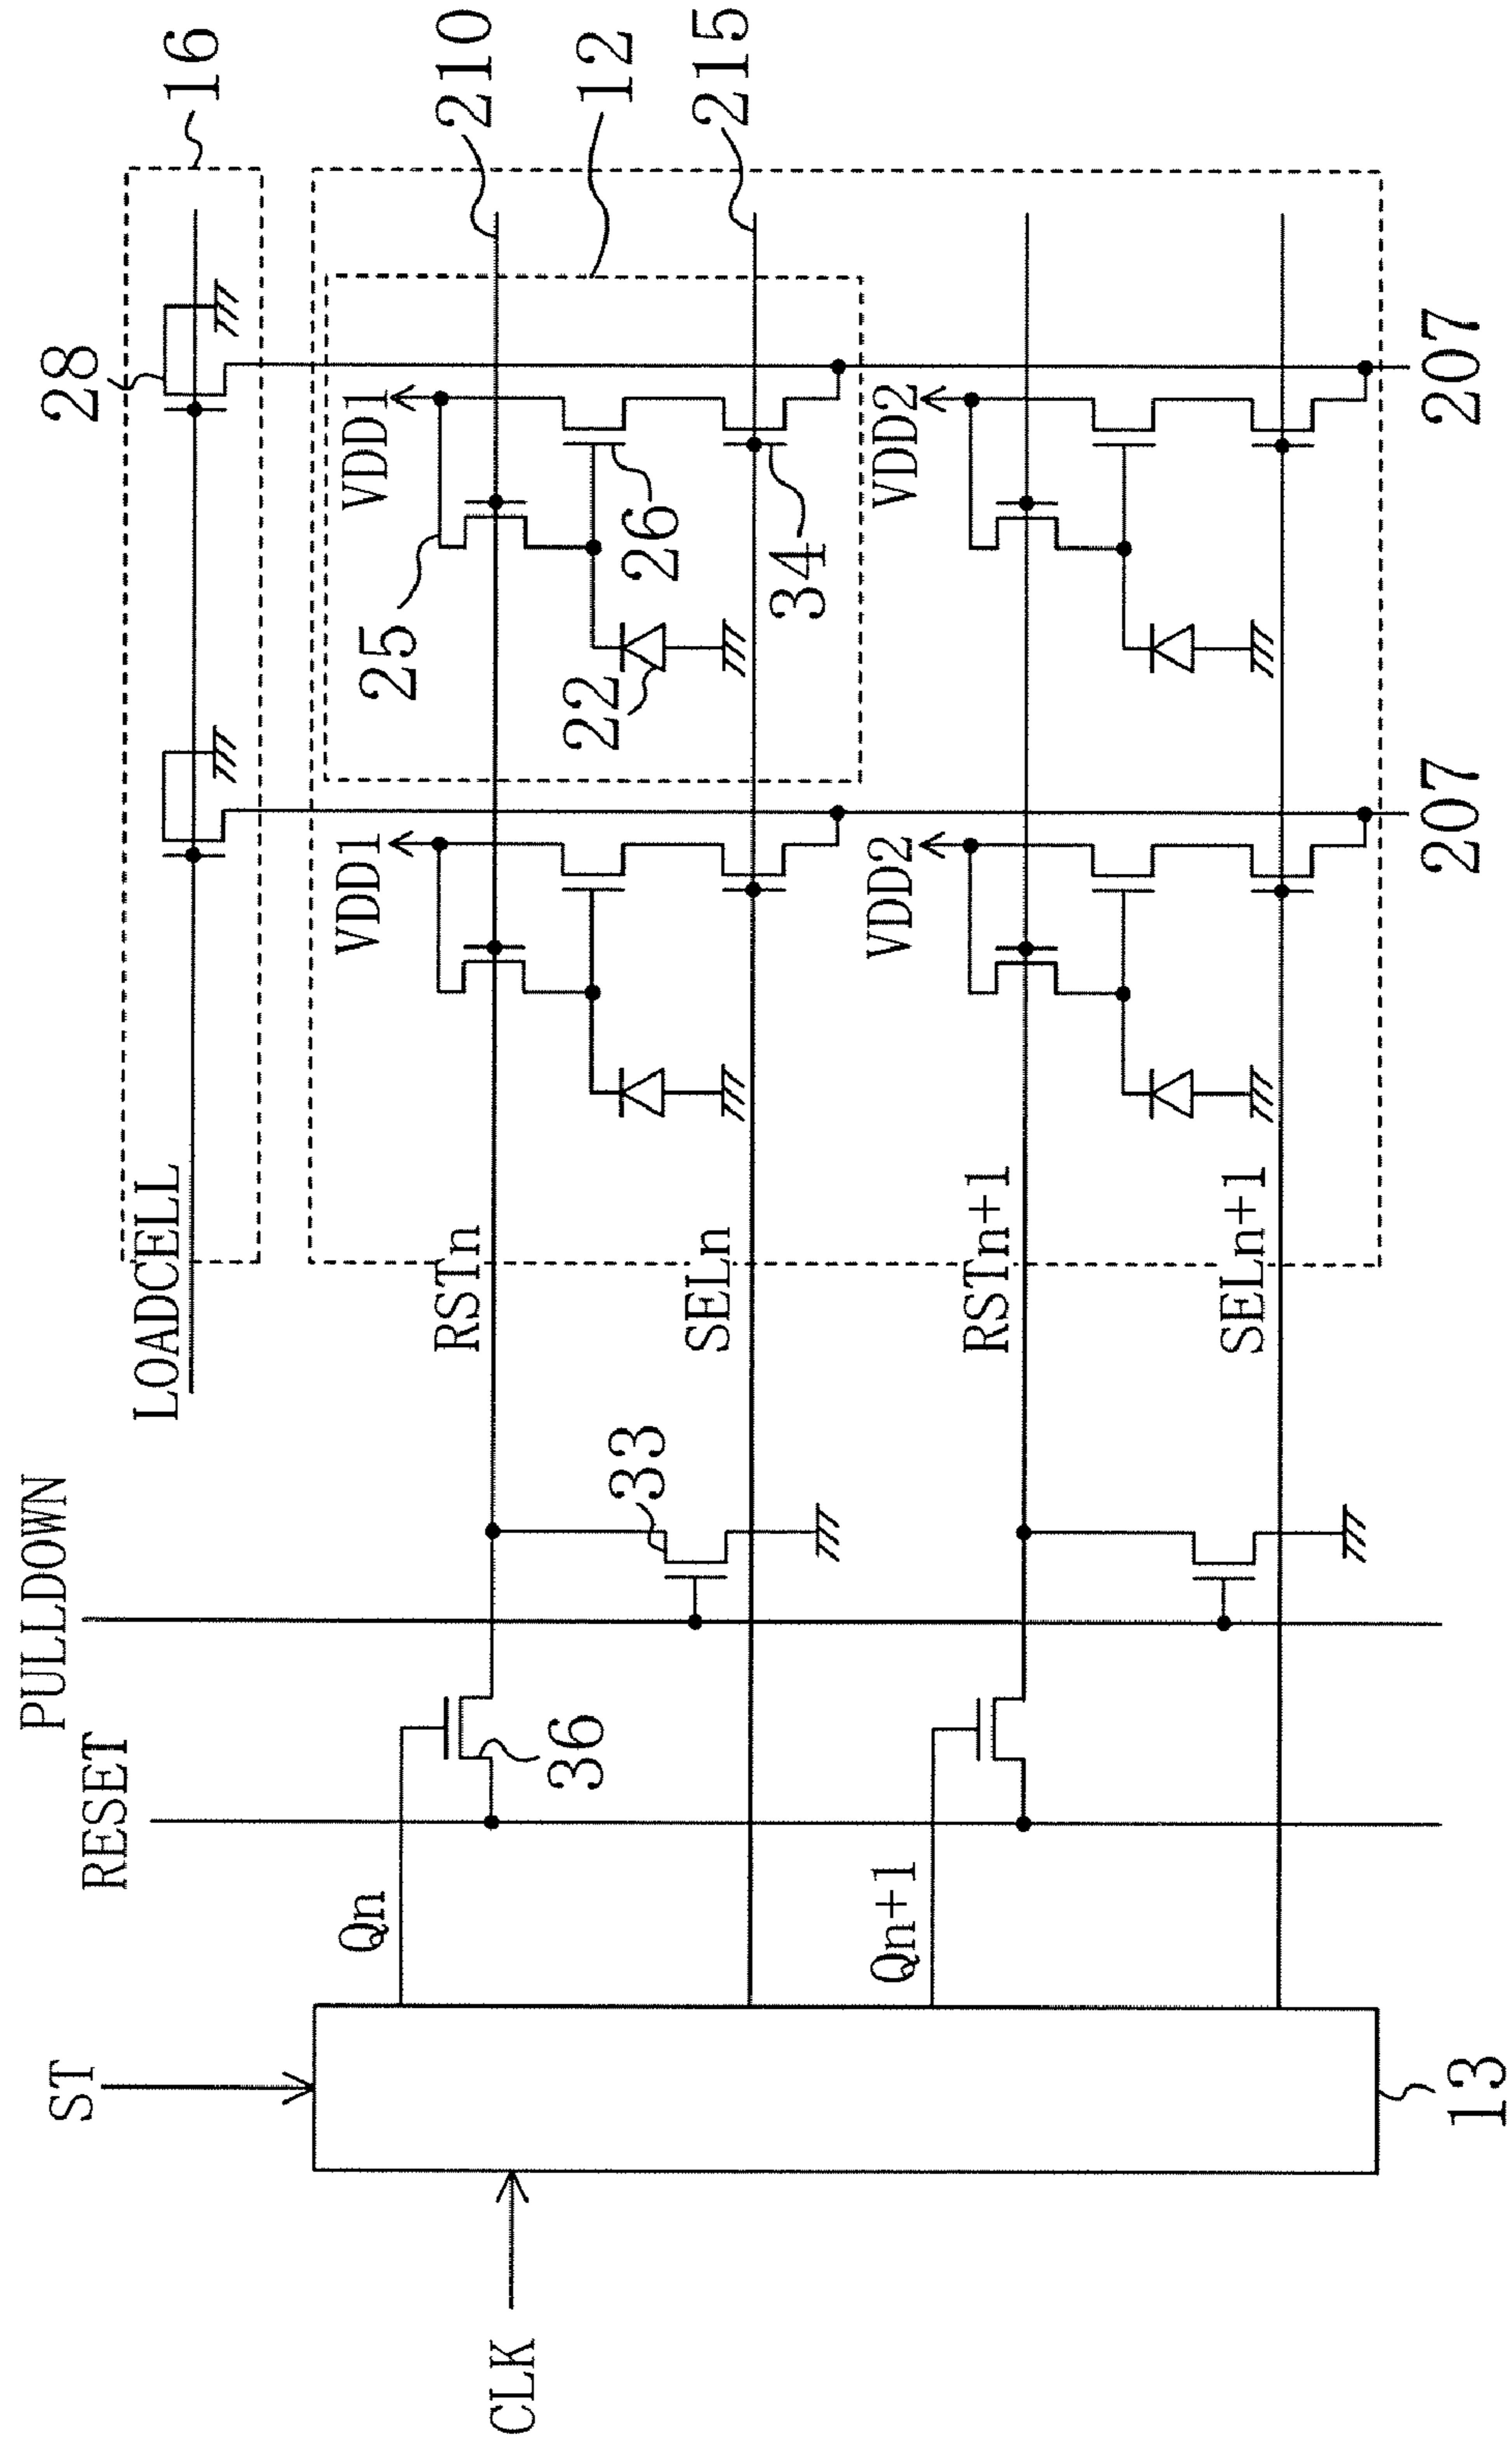 16
28
LOADCELL
210
12
215
VDD1
VDD1
25
26
22
34
RSTn
SELn
VDD2
VDD2
RSTn+1
SELn+1
207
207
PULLDOWN
33
RESET
36
Qn
Qn+1
ST
CLK
13